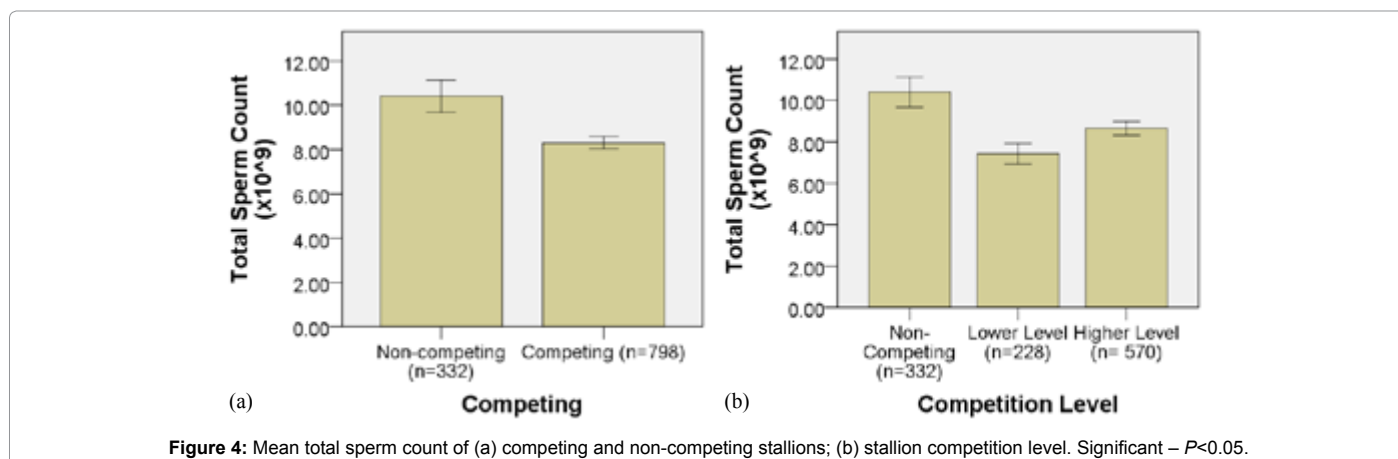 Total Sperm Count
(x10^9)
12.00
10.00
8.00
6.00
4.00
2.00
0.00
Non-competing
(n=332)
Competing (n=798)
(a)
Competing
Total Sperm Count
(x10^9)
12.00
10.00
8.00
6.00
4.00
2.00
0.00
Non-
Competing
(n=332)
Lower Level
(n=228)
Higher Level
(n= 570)
(b)
Competition Level
Figure 4: Mean total sperm count of (a) competing and non-competing stallions; (b) stallion competition level. Significant – P<0.05.